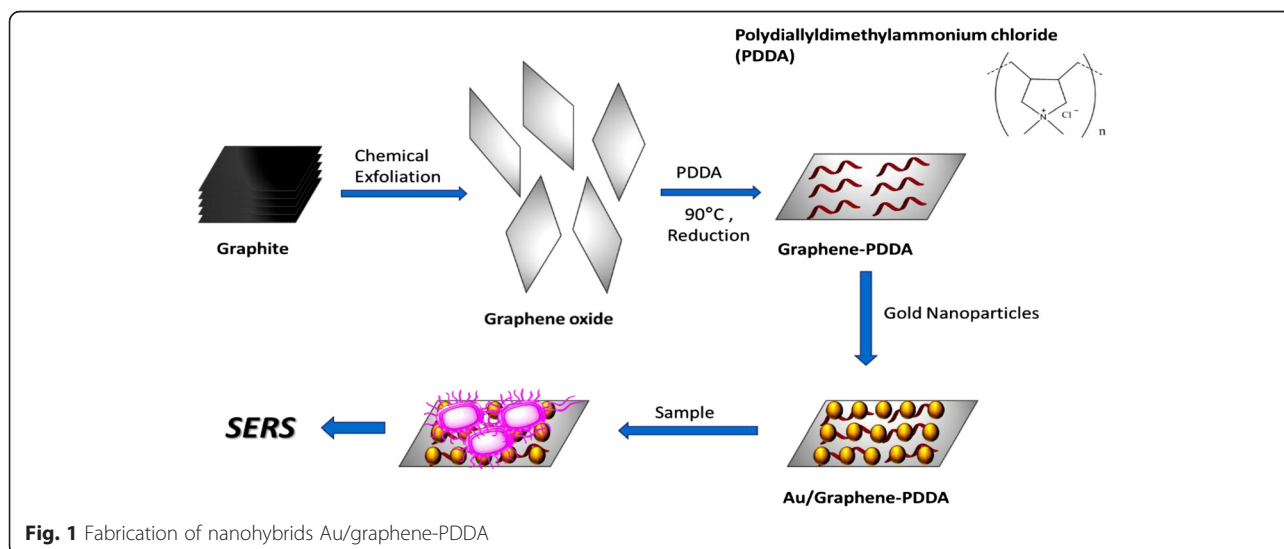 Polydiallyldimethylammonium chloride
(PDDA)
N
+
Cl⁻
n
Chemical
Exfoliation
PDDA
90°C ,
Reduction
Graphite
Graphene-PDDA
Graphene oxide
Gold Nanoparticles
SERS
Sample
Au/Graphene-PDDA
Fig. 1 Fabrication of nanohybrids Au/graphene-PDDA